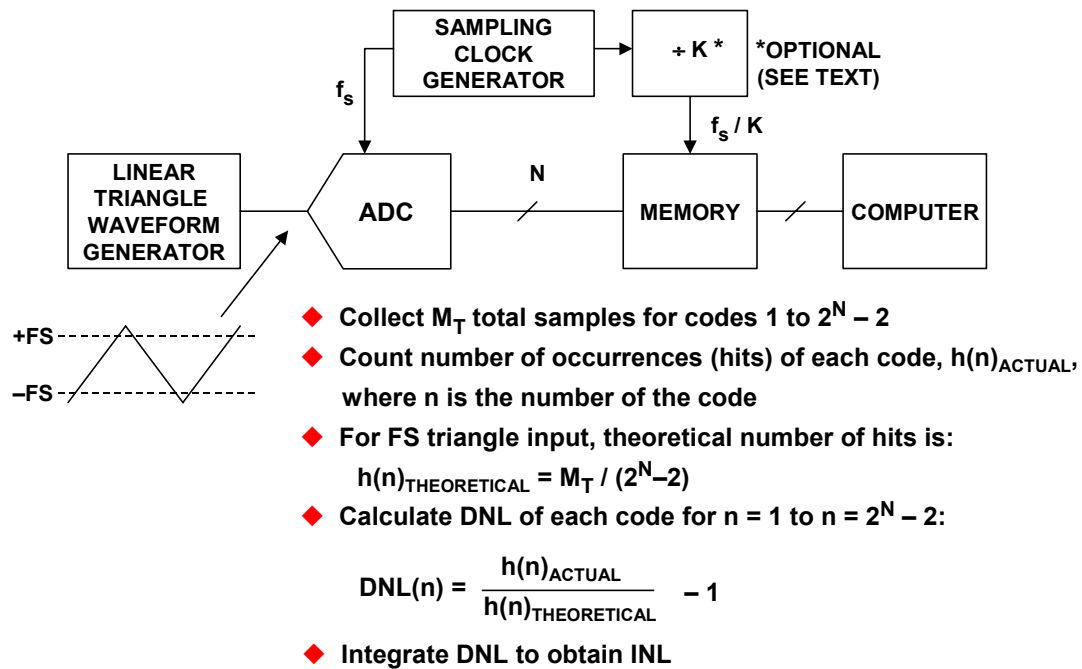 SAMPLING
CLOCK
GENERATOR
÷ K *
*OPTIONAL
(SEE TEXT)
fs
fs / K
LINEAR
TRIANGLE
WAVEFORM
GENERATOR
ADC
N
MEMORY
COMPUTER
+FS
–FS
Collect MT total samples for codes 1 to 2^N – 2
Count number of occurrences (hits) of each code, h(n)ACTUAL,
where n is the number of the code
For FS triangle input, theoretical number of hits is:
h(n)THEORETICAL = MT / (2^N–2)
Calculate DNL of each code for n = 1 to n = 2^N – 2:
h(n)ACTUAL
DNL(n) = – 1
h(n)THEORETICAL
Integrate DNL to obtain INL